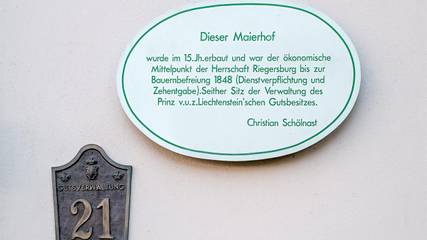 Dieser Maierhof
wurde im 15.Jh.erbaut und war der ökonomische
Mittelpunkt der Herrschaft Riegersburg bis zur
Bauernbefreiung 1848 (Dienstverpflichtung und
Zehentgabe).Seither Sitz der Verwaltung des
Prinz v.u.z.Liechtenstein'schen Gutsbesitzes.
Christian Schölnast
GUTSVERWALTUNG
21